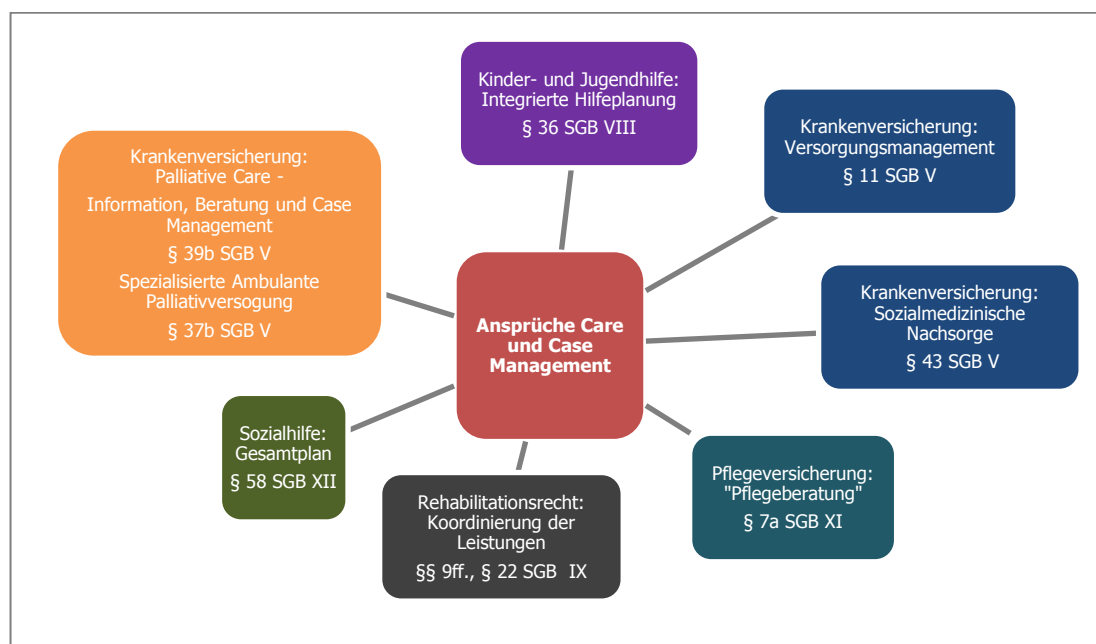 Kinder- und Jugendhilfe:
Integrierte Hilfeplanung
§ 36 SGB VIII
Krankenversicherung:
Versorgungsmanagement
§ 11 SGB V
Krankenversicherung:
Palliative Care -
Information, Beratung und Case
Management
§ 39b SGB V
Spezialisierte Ambulante
Palliativversogung
§ 37b SGB V
Ansprüche Care
und Case
Management
Krankenversicherung:
Sozialmedizinische
Nachsorge
§ 43 SGB V
Sozialhilfe:
Gesamtplan
§ 58 SGB XII
Rehabilitationsrecht:
Koordinierung der
Leistungen
§§ 9ff., § 22 SGB IX
Pflegeversicherung:
"Pflegeberatung"
§ 7a SGB XI